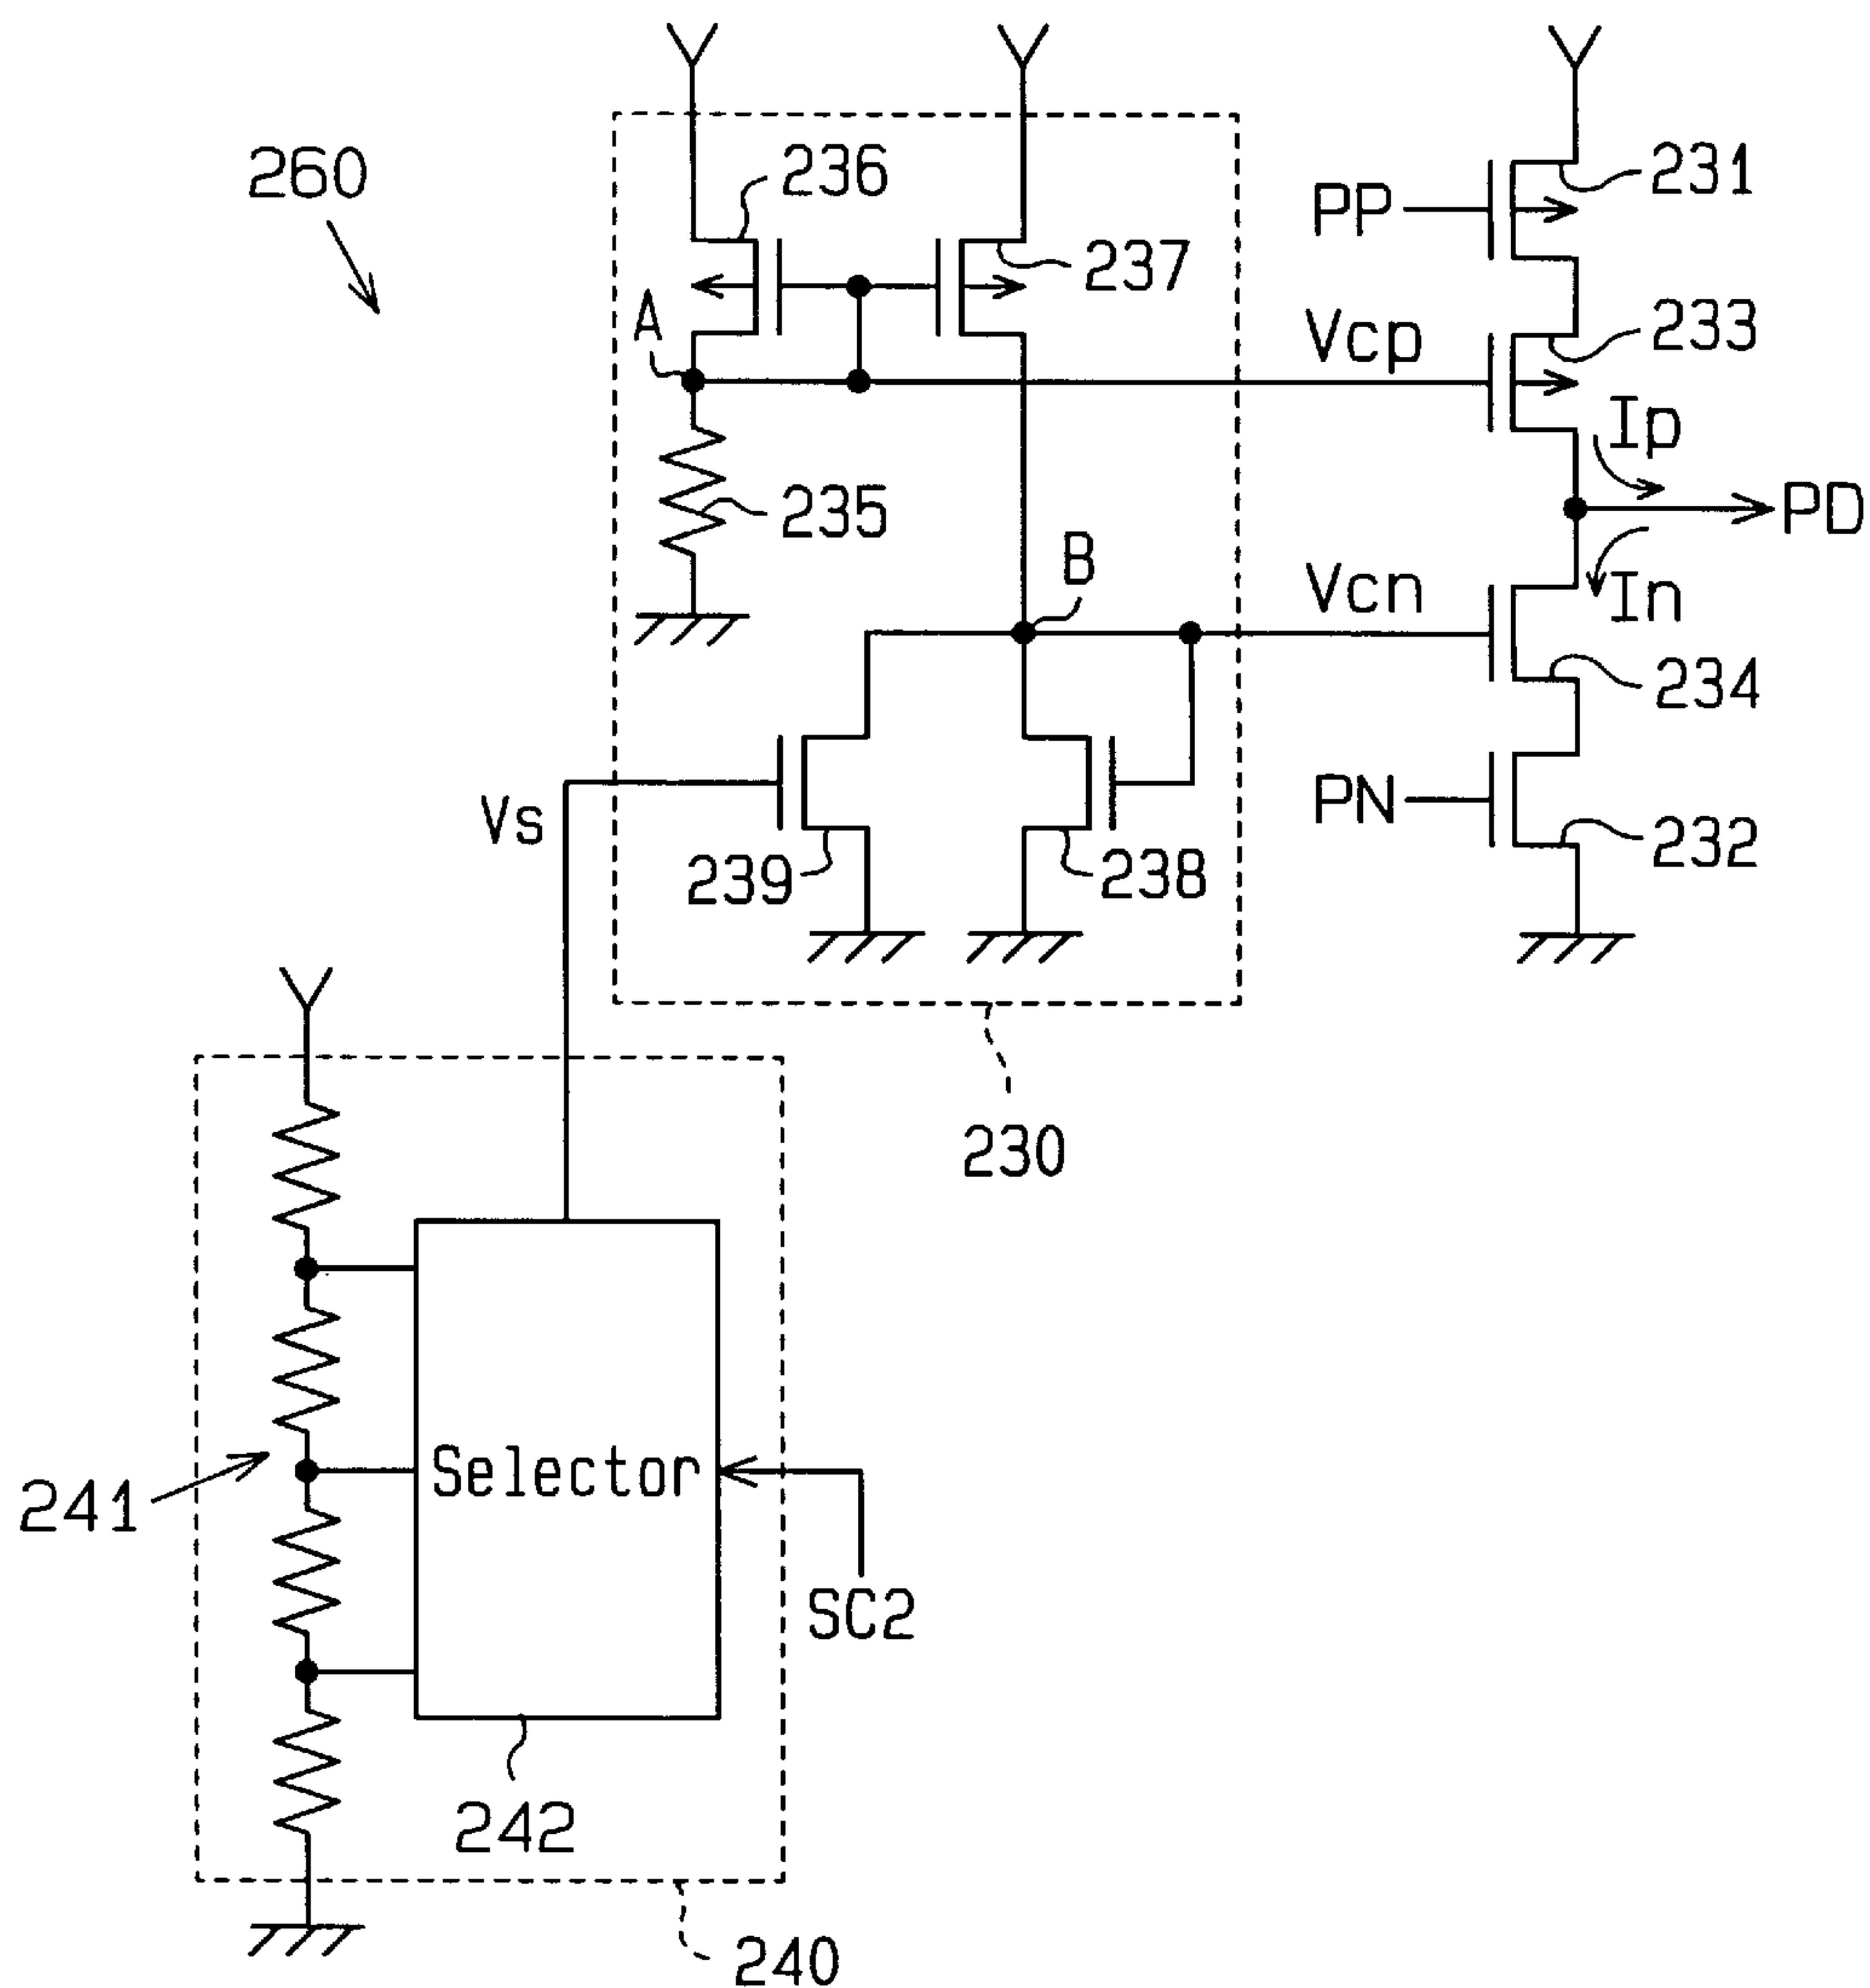 260
236
237
231
PP
A
Vcp
233
Ip
235
PD
B
Vcn
In
234
Vs
PN
239
238
232
230
241
Selector
SC2
242
240